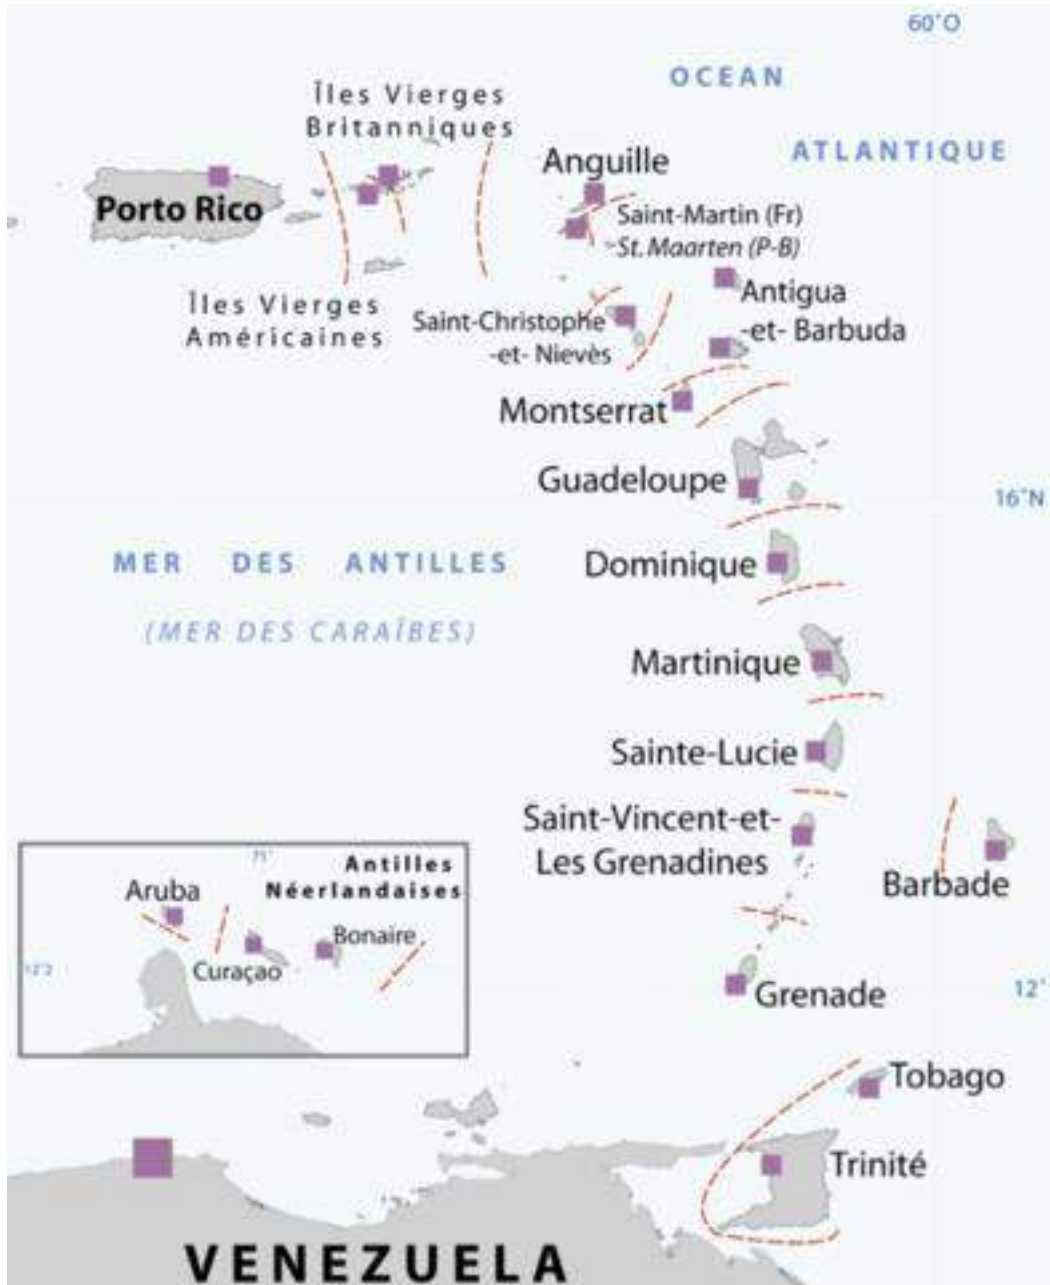 60°O
OCEAN
ATLANTIQUE
Îles Vierges
Britanniques
Anguille
Porto Rico
Saint-Martin (Fr)
St.Maarten (P-B)
Îles Vierges
Américaines
Antigua
-et- Barbuda
Saint-Christophe
-et- Nievès
Montserrat
Guadeloupe
16°N
MER DES ANTILLES
(MER DES CARAÏBES)
Dominique
Martinique
Sainte-Lucie
Saint-Vincent-et-
Les Grenadines
Barbade
71°
Antilles
Néerlandaises
Aruba
Bonaire
Curaçao
Grenade
12°
Tobago
Trinité
VENEZUELA